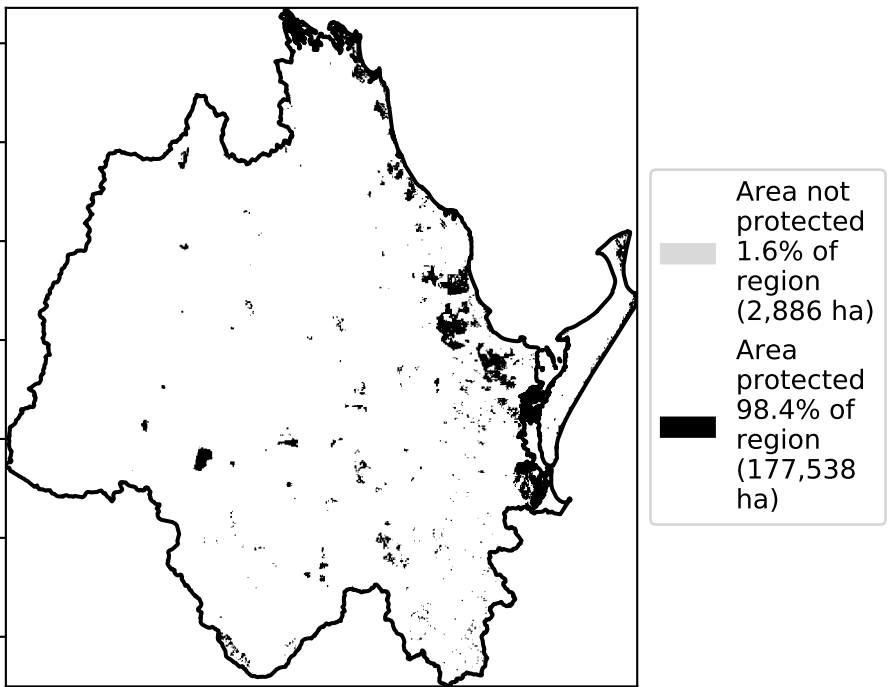 Area not
protected
1.6% of
region
(2,886 ha)
Area
protected
98.4% of
region
(177,538
ha)